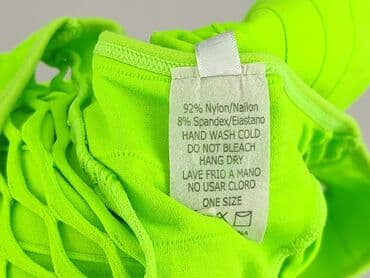 92% Nylon/Nailon
8% Spandex/Elastano
HAND WASH COLD
DO NOT BLEACH
HANG DRY
LAVE FRIO A MANO
NO USAR CLORO
ONE SIZE